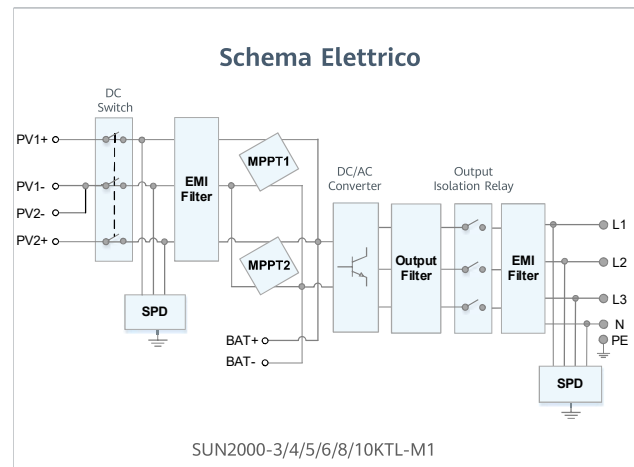 Schema Elettrico
DC
Switch
PV1+
PV1-
PV2-
PV2+
EMI
Filter
SPD
MPPT1
MPPT2
BAT+
BAT-
DC/AC
Converter
Output
Filter
Output
Isolation Relay
EMI
Filter
L1
L2
L3
N
PE
SPD
SUN2000-3/4/5/6/8/10KTL-M1